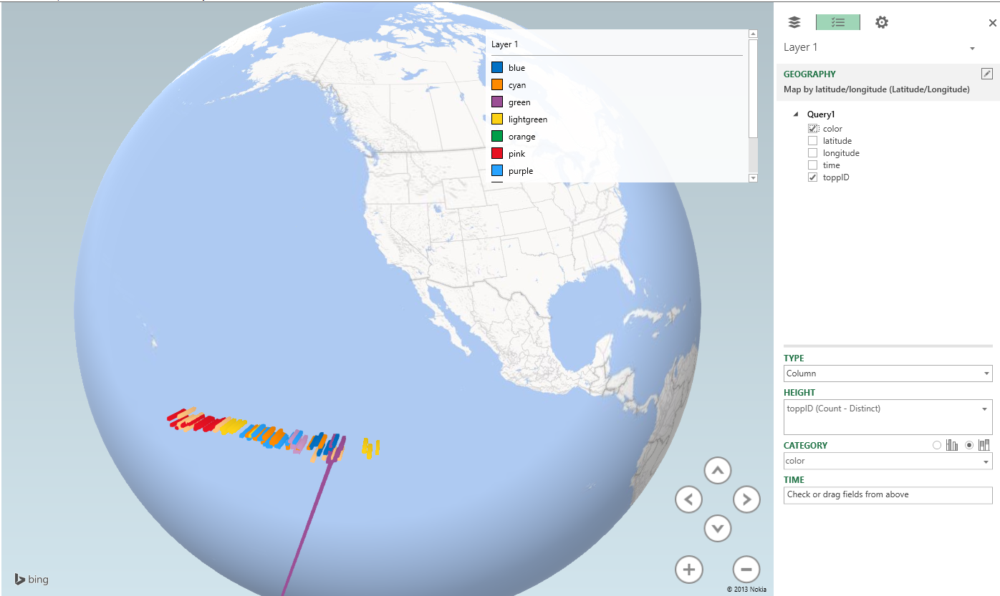 Layer 1
blue
cyan
green
lightgreen
orange
pink
purple
bing
© 2013 Nokia
Layer 1
GEOGRAPHY
Map by latitude/longitude (Latitude/Longitude)
Query1
color
latitude
longitude
time
toppID
TYPE
Column
HEIGHT
toppID (Count - Distinct)
CATEGORY
color
TIME
Check or drag fields from above